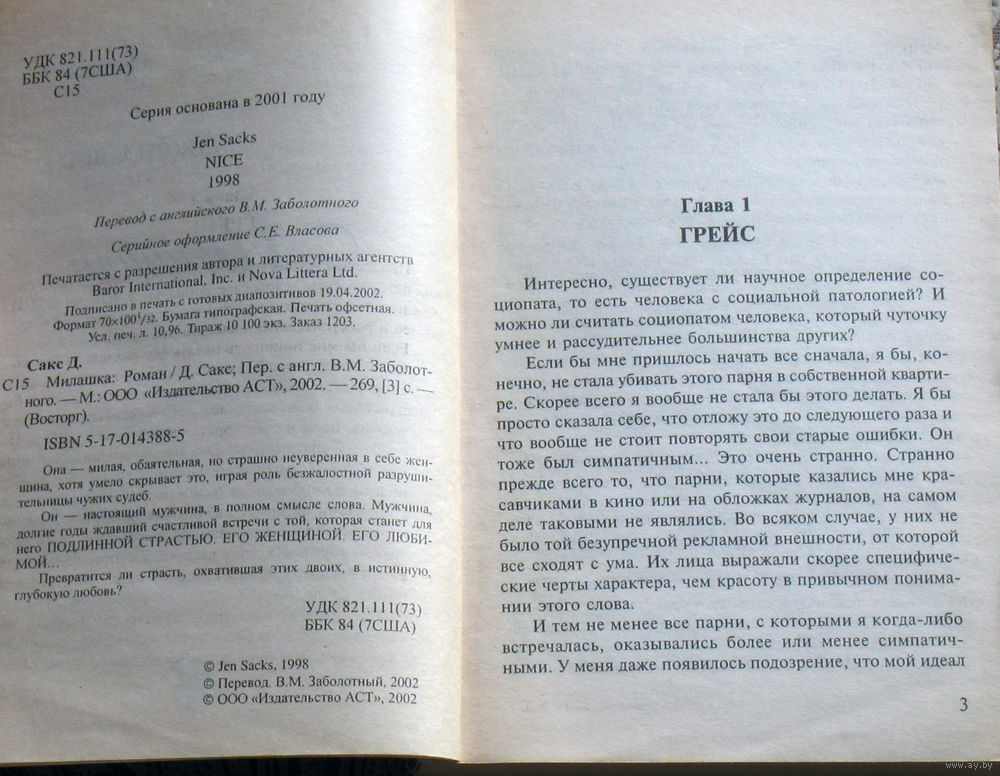 УДК 821.111(73)
ББК 84 (7США)
С15
Серия основана в 2001 году
Jen Sacks
NICE
1998
Перевод с английского В.М. Заболотного
Серийное оформление С.Е. Власова
Печатается с разрешения автора и литературных агентств
Baror International, Inc. и Nova Littera Ltd.
Подписано в печать с готовых диапозитивов 19.04.2002.
Формат 70×100 1/32. Бумага типографская. Печать офсетная.
Усл. печ. л. 10,96. Тираж 10 100 экз. Заказ 1203.
Сакс Д.
С15 Милашка: Роман / Д. Сакс; Пер. с англ. В.М. Заболот-
ного. — М.: ООО «Издательство АСТ», 2002. — 269, [3] с. —
(Восторг).
ISBN 5-17-014388-5
Она — милая, обаятельная, но страшно неуверенная в себе жен-
щина, хотя умело скрывает это, играя роль безжалостной разруши-
тельницы чужих судеб.
Он — настоящий мужчина, в полном смысле слова. Мужчина,
долгие годы ждавший счастливой встречи с той, которая станет для
него ПОДЛИННОЙ СТРАСТЬЮ. ЕГО ЖЕНЩИНОЙ. ЕГО ЛЮБИ-
МОЙ...
Превратится ли страсть, охватившая этих двоих, в истинную,
глубокую любовь?
УДК 821.111(73)
ББК 84 (7США)
© Jen Sacks, 1998
© Перевод. В.М. Заболотный, 2002
© ООО «Издательство АСТ», 2002
Глава 1
ГРЕЙС
Интересно, существует ли научное определение со-
циопата, то есть человека с социальной патологией? И
можно ли считать социопатом человека, который чуточку
умнее и рассудительнее большинства других?
Если бы мне пришлось начать все сначала, я бы, ко-
нечно, не стала убивать этого парня в собственной кварти-
ре. Скорее всего я вообще не стала бы этого делать. Я бы
просто сказала себе, что отложу это до следующего раза и
что вообще не стоит повторять свои старые ошибки. Он
тоже был симпатичным... Это очень странно. Странно
прежде всего то, что парни, которые казались мне кра-
савчиками в кино или на обложках журналов, на самом
деле таковыми не являлись. Во всяком случае, у них не
было той безупречной рекламной внешности, от которой
все сходят с ума. Их лица выражали скорее специфиче-
ские черты характера, чем красоту в привычном понима-
нии этого слова.
И тем не менее все парни, с которыми я когда-либо
встречалась, оказывались более или менее симпатич-
ными. У меня даже появилось подозрение, что мой идеал
3
www.ay.by